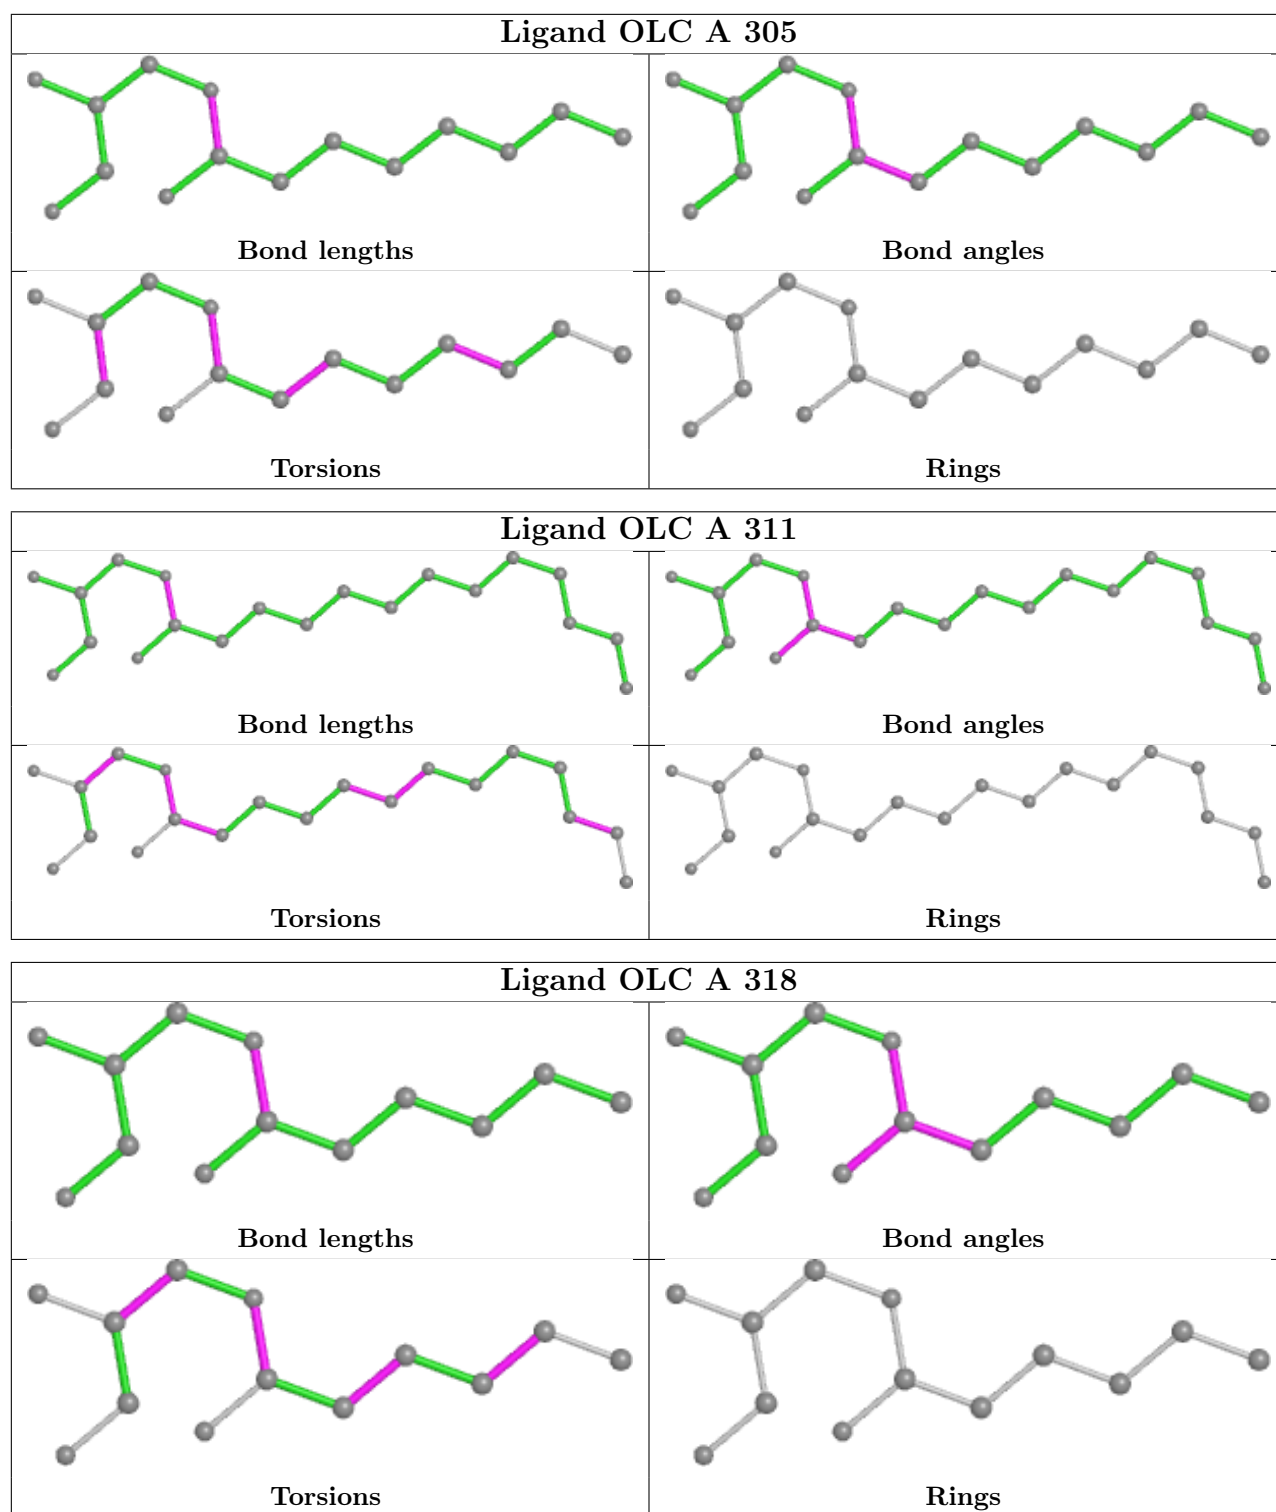 Ligand OLC A 305
Bond lengths
Bond angles
Torsions
Rings
Ligand OLC A 311
Bond lengths
Bond angles
Torsions
Rings
Ligand OLC A 318
Bond lengths
Bond angles
Torsions
Rings